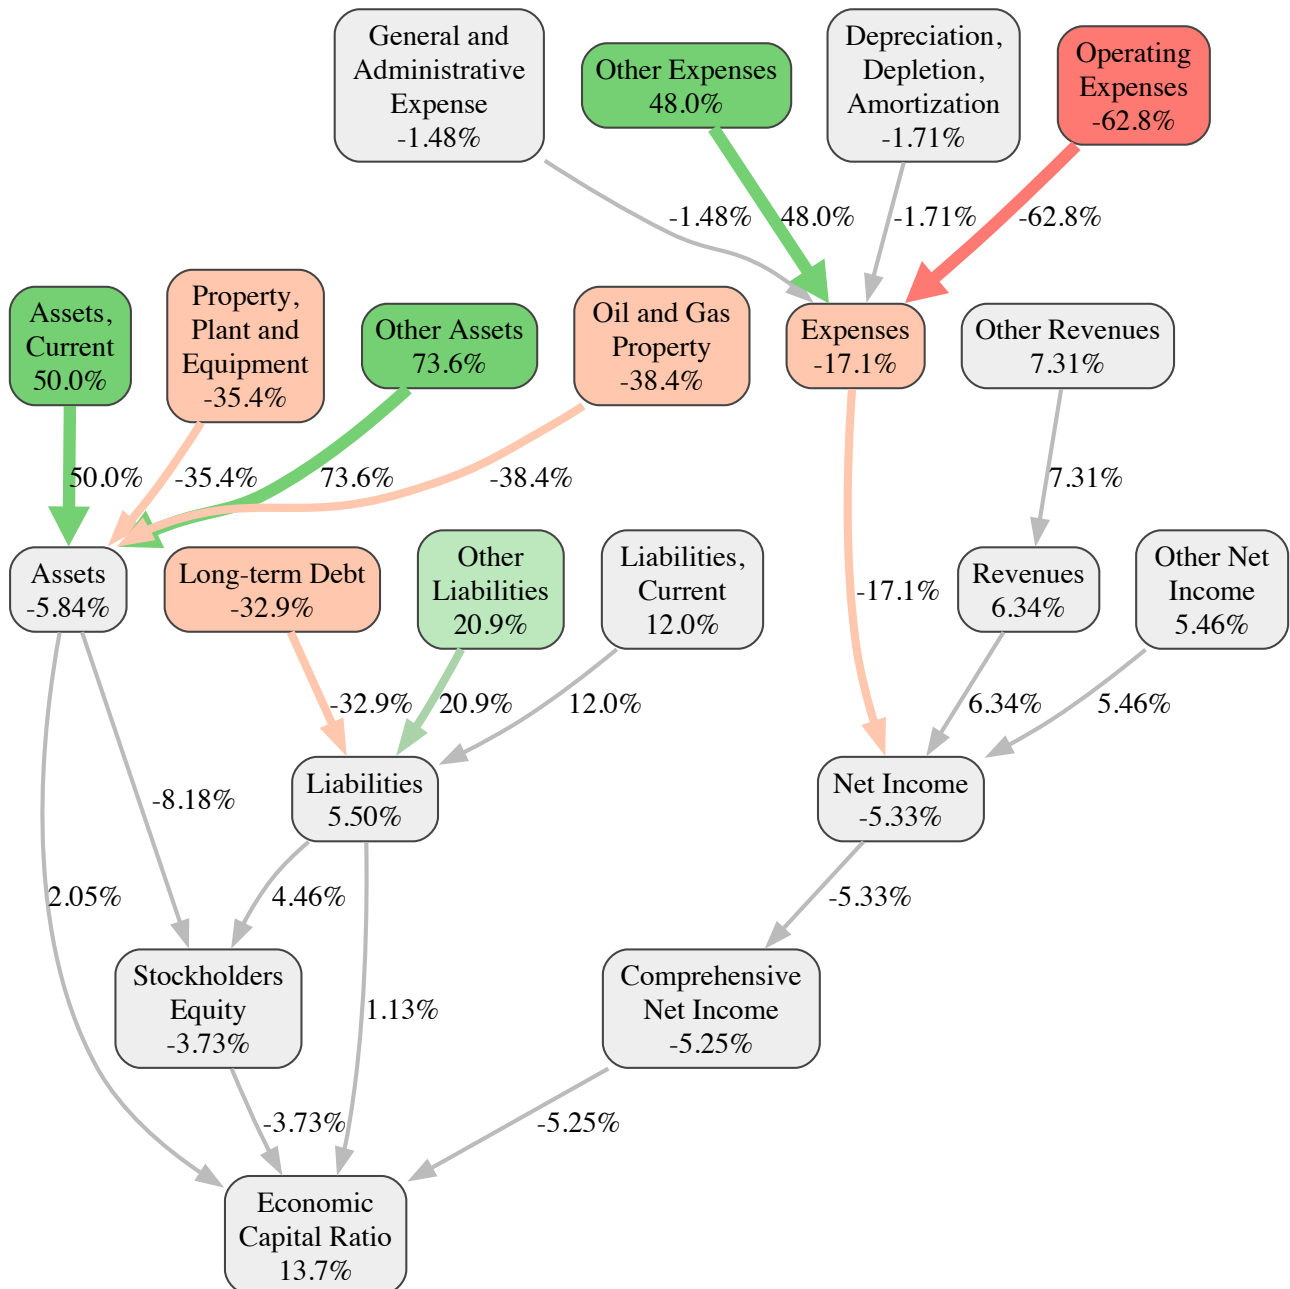 General and
Administrative
Expense
-1.48%
Other Expenses
48.0%
Depreciation,
Depletion,
Amortization
-1.71%
Operating
Expenses
-62.8%
-1.48%
48.0%
-1.71%
-62.8%
Assets,
Current
50.0%
Property,
Plant and
Equipment
-35.4%
Other Assets
73.6%
Oil and Gas
Property
-38.4%
Expenses
-17.1%
Other Revenues
7.31%
50.0%
-35.4%
73.6%
-38.4%
7.31%
Assets
-5.84%
Long-term Debt
-32.9%
Other
Liabilities
20.9%
Liabilities,
Current
12.0%
-17.1%
Revenues
6.34%
Other Net
Income
5.46%
-32.9%
20.9%
12.0%
6.34%
5.46%
-8.18%
Liabilities
5.50%
Net Income
-5.33%
2.05%
4.46%
-5.33%
Stockholders
Equity
-3.73%
1.13%
Comprehensive
Net Income
-5.25%
-3.73%
-5.25%
Economic
Capital Ratio
13.7%